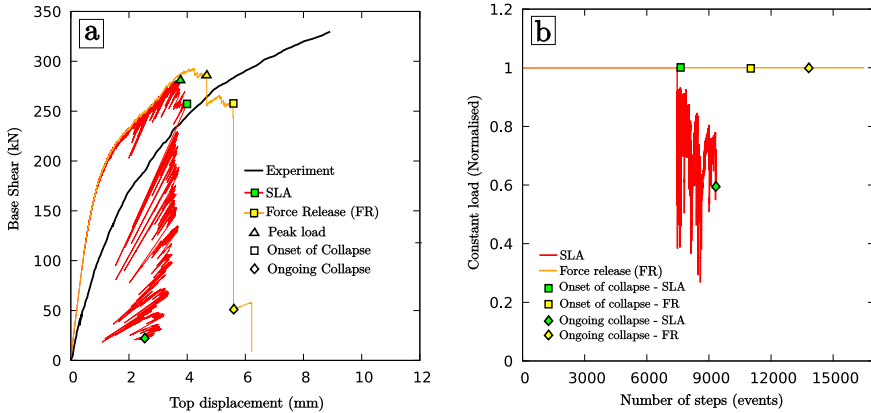 a
350
300
250
200
150
100
50
0
Base Shear (kN)
0 2 4 6 8 10 12
Top displacement (mm)
Experiment
SLA
Force Release (FR)
Peak load
Onset of Collapse
Ongoing Collapse
b
1.2
1
0.8
0.6
0.4
0.2
0
Constant load (Normalised)
0 3000 6000 9000 12000 15000
Number of steps (events)
SLA
Force release (FR)
Onset of collapse - SLA
Onset of collapse - FR
Ongoing collapse - SLA
Ongoing collapse - FR